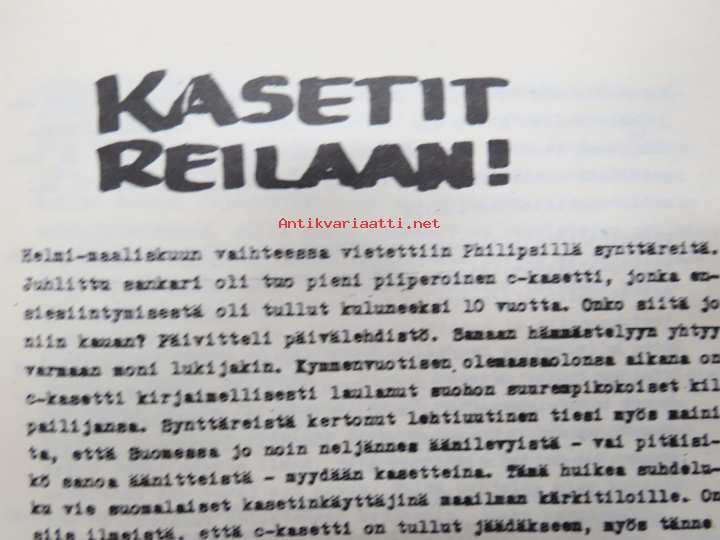 KASETIT
REILAAN!
Antikvariaatti.net
Helmi-maaliskuun vaihteessa vietettiin Philipsillä synttäreitä.
Juhlittu sankari oli tuo pieni piiperoinen c-kasetti, jonka en-
siesiintymisestä oli tullut kuluneeksi 10 vuotta. Onko siitä jo
niin kauan? Päivitteli päivälehdistö. Samaan hämmästelyyn yhtyy
varmaan moni lukijakin. Kymmenvuotisen olemassaolonsa aikana on
c-kasetti kirjaimellisesti laulanut suohon suurempikokoiset kil
pailijansa. Synttäreistä kertonut lehtiuutinen tiesi myös maini
ta, että Suomessa jo noin neljännes äänilevyistä - vai pitäisi-
kö sanoa äänitteistä - myydään kasetteina. Tämä huikea suhdelu-
ku vie suomalaiset kasetinkäyttäjinä maailman kärkitiloille. On
siis ilmeistä, että c-kasetti on tullut jäädäkseen, myös tänne